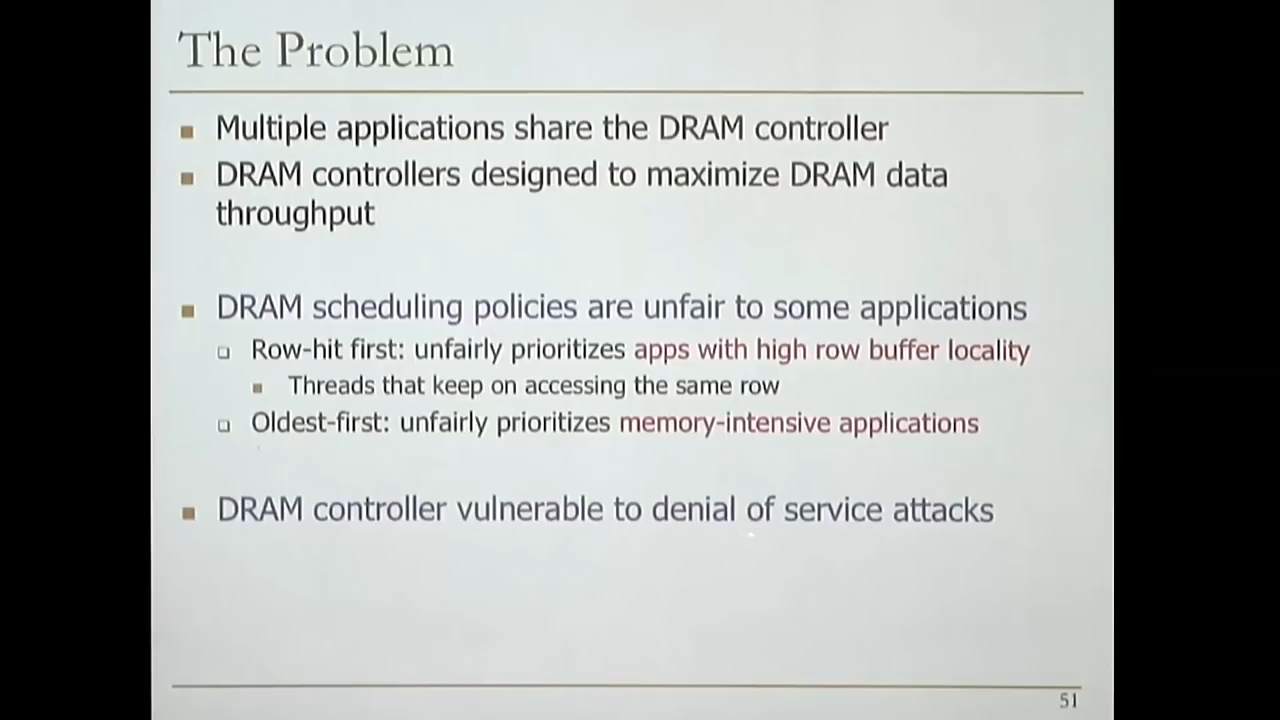 The Problem
Multiple applications share the DRAM controller
DRAM controllers designed to maximize DRAM data
throughput
DRAM scheduling policies are unfair to some applications
Row-hit first: unfairly prioritizes apps with high row buffer locality
Threads that keep on accessing the same row
Oldest-first: unfairly prioritizes memory-intensive applications
DRAM controller vulnerable to denial of service attacks
51